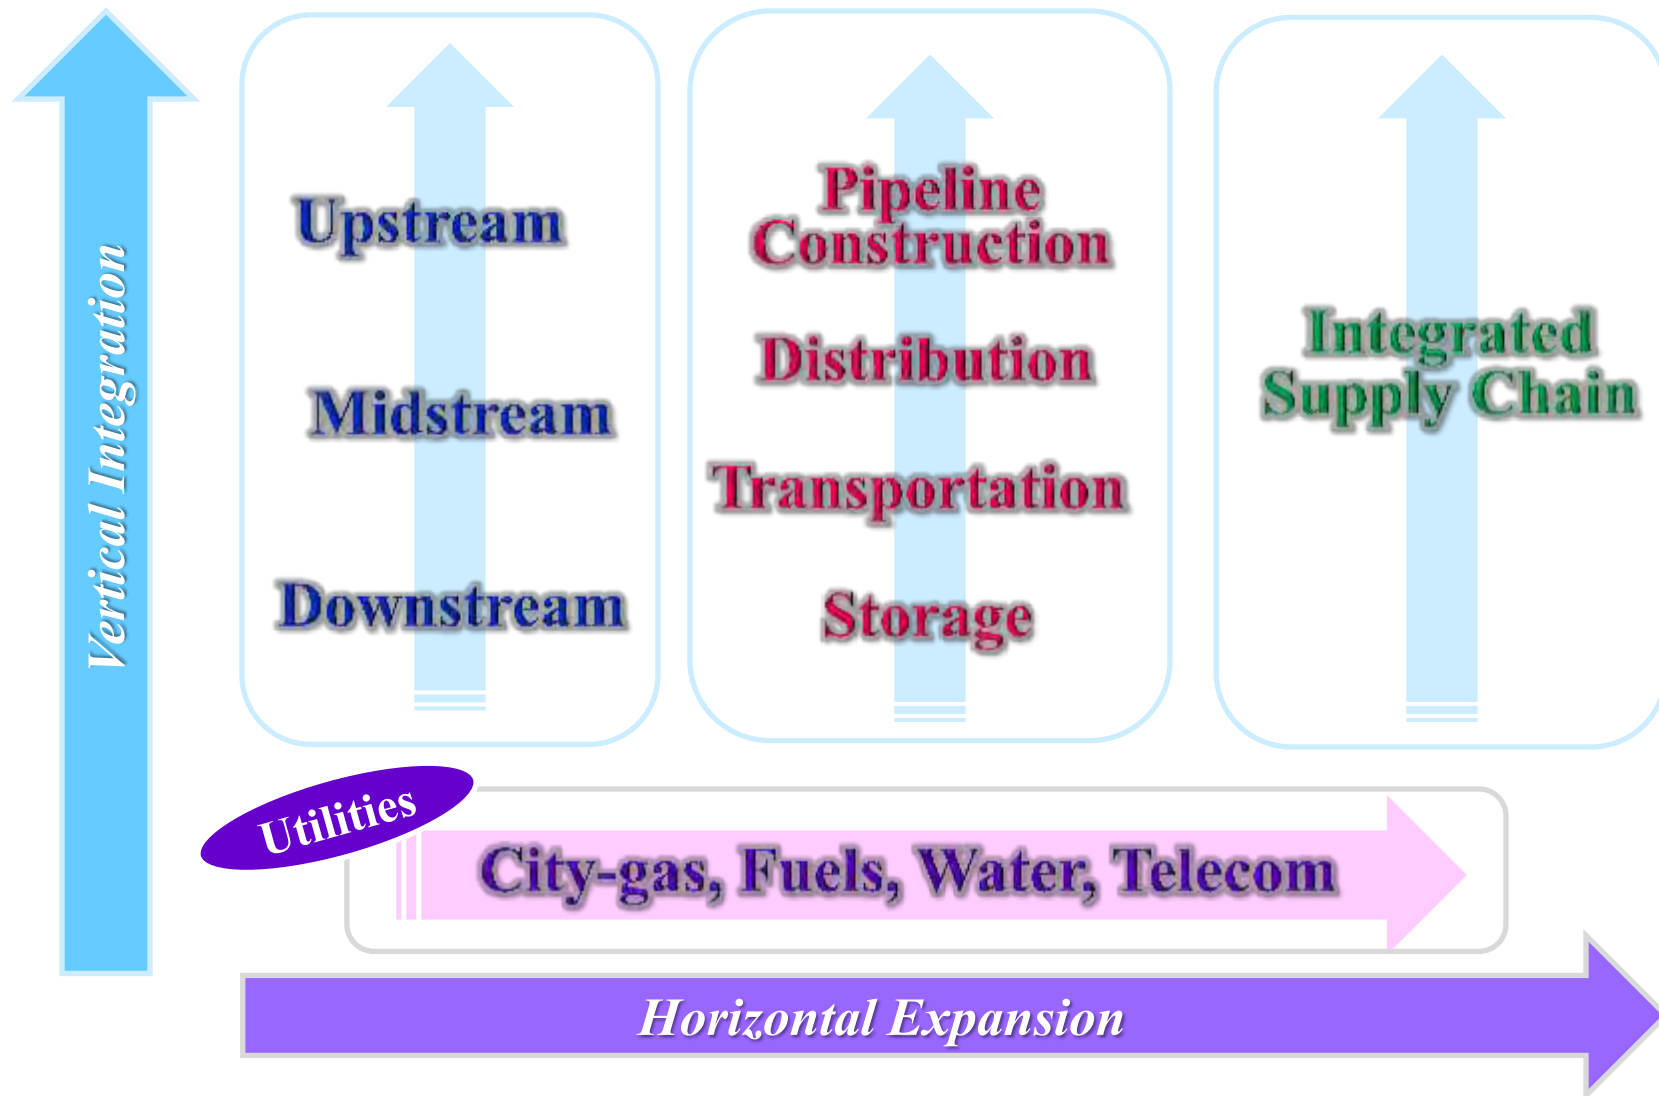 Vertical Integration
Upstream
Midstream
Downstream
Pipeline
Construction
Distribution
Transportation
Storage
Integrated
Supply Chain
Utilities
City-gas, Fuels, Water, Telecom
Horizontal Expansion